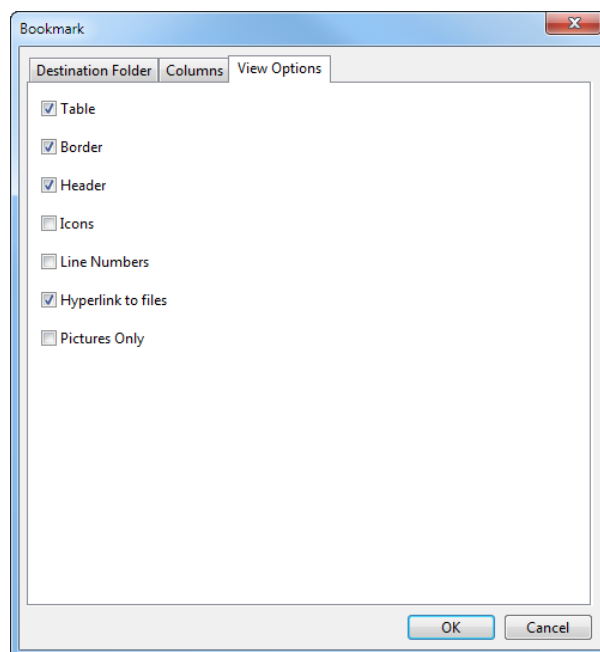 Bookmark
Destination Folder Columns View Options
Table
Border
Header
Icons
Line Numbers
Hyperlink to files
Pictures Only
OK Cancel